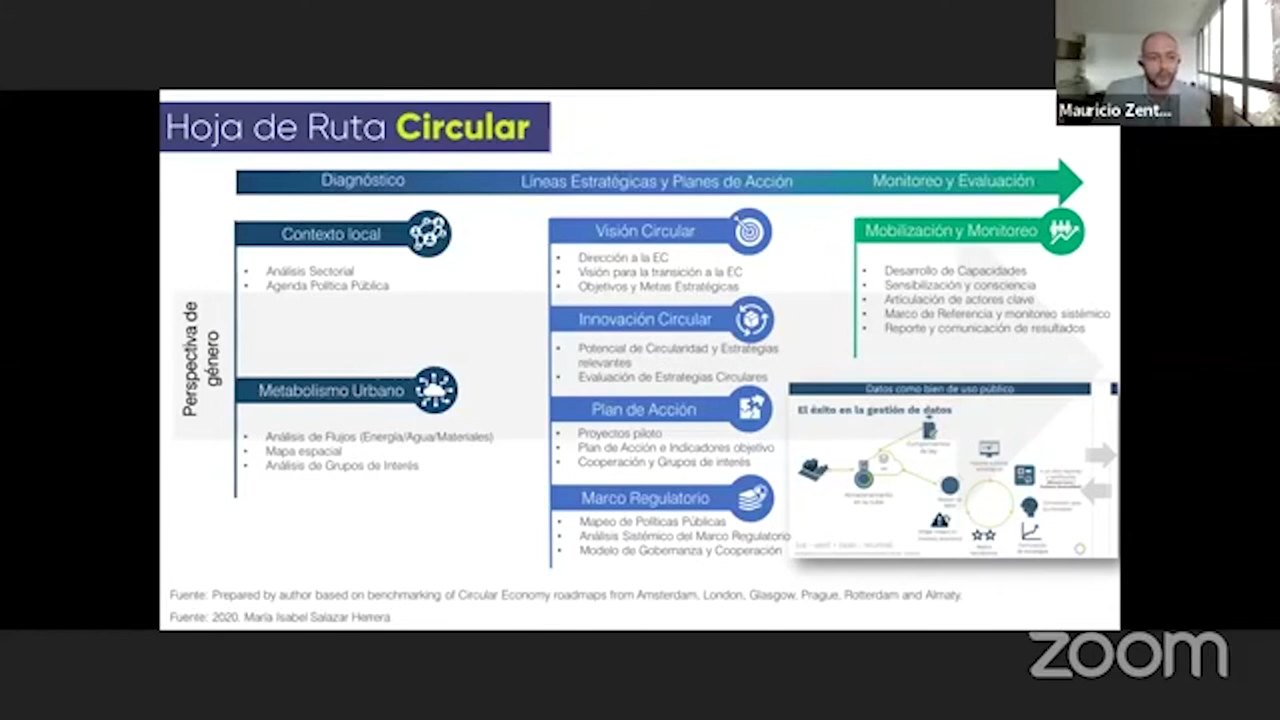 Mauricio Zent...
Hoja de Ruta Circular
Diagnóstico
Líneas Estratégicas y Planes de Acción
Monitoreo y Evaluación
Perspectiva de
género
Contexto local
• Análisis Sectorial
• Agenda Política Pública
Metabolismo Urbano
• Análisis de Flujos (Energía/Agua/Materiales)
• Mapa espacial
• Análisis de Grupos de Interés
Visión Circular
• Dirección a la EC
• Visión para la transición a la EC
• Objetivos y Metas Estratégicas
Innovación Circular
• Potencial de Circularidad y Estrategias
relevantes
• Evaluación de Estrategias Circulares
Plan de Acción
• Proyectos piloto
• Plan de Acción e Indicadores objetivo
• Cooperación y Grupos de interés
Marco Regulatorio
• Mapeo de Políticas Públicas
• Análisis Sistémico del Marco Regulatorio
• Modelo de Gobernanza y Cooperación
Mobilización y Monitoreo
• Desarrollo de Capacidades
• Sensibilización y consciencia
• Articulación de actores clave
• Marco de Referencia y monitoreo sistémico
• Reporte y comunicación de resultados
Datos como bien de uso público
El éxito en la gestión de datos
Almacenamiento
en la nube
Fuente: Prepared by author based on benchmarking of Circular Economy roadmaps from Amsterdam, London, Glasgow, Prague, Rotterdam and Almaty.
Fuente: 2020. María Isabel Salazar Herrera
zoom